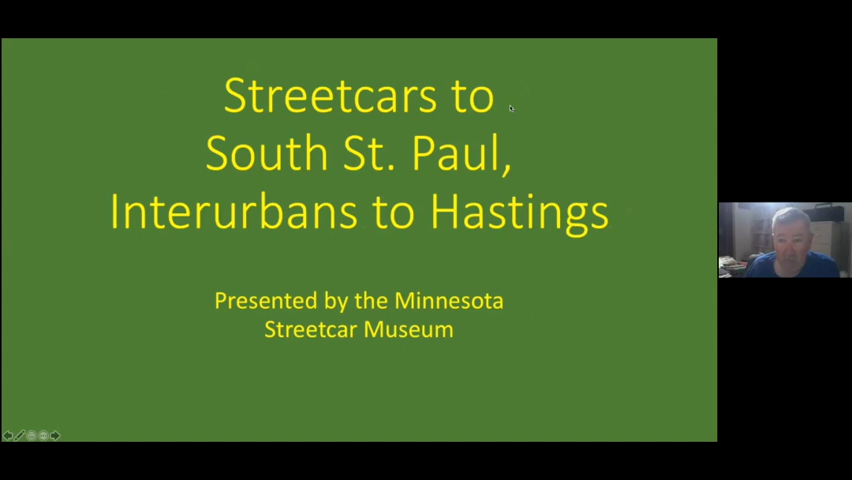 Streetcars to
South St. Paul,
Interurbans to Hastings
Presented by the Minnesota
Streetcar Museum